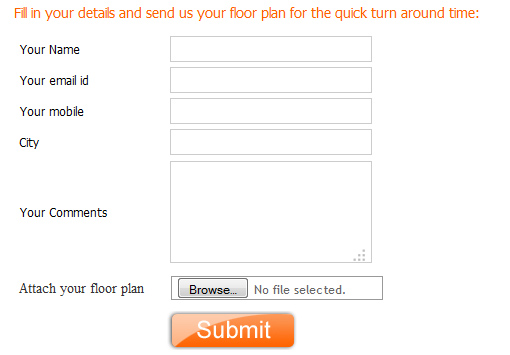 Fill in your details and send us your floor plan for the quick turn around time:
Your Name
Your email id
Your mobile
City
Your Comments
Attach your floor plan Browse... No file selected.
Submit